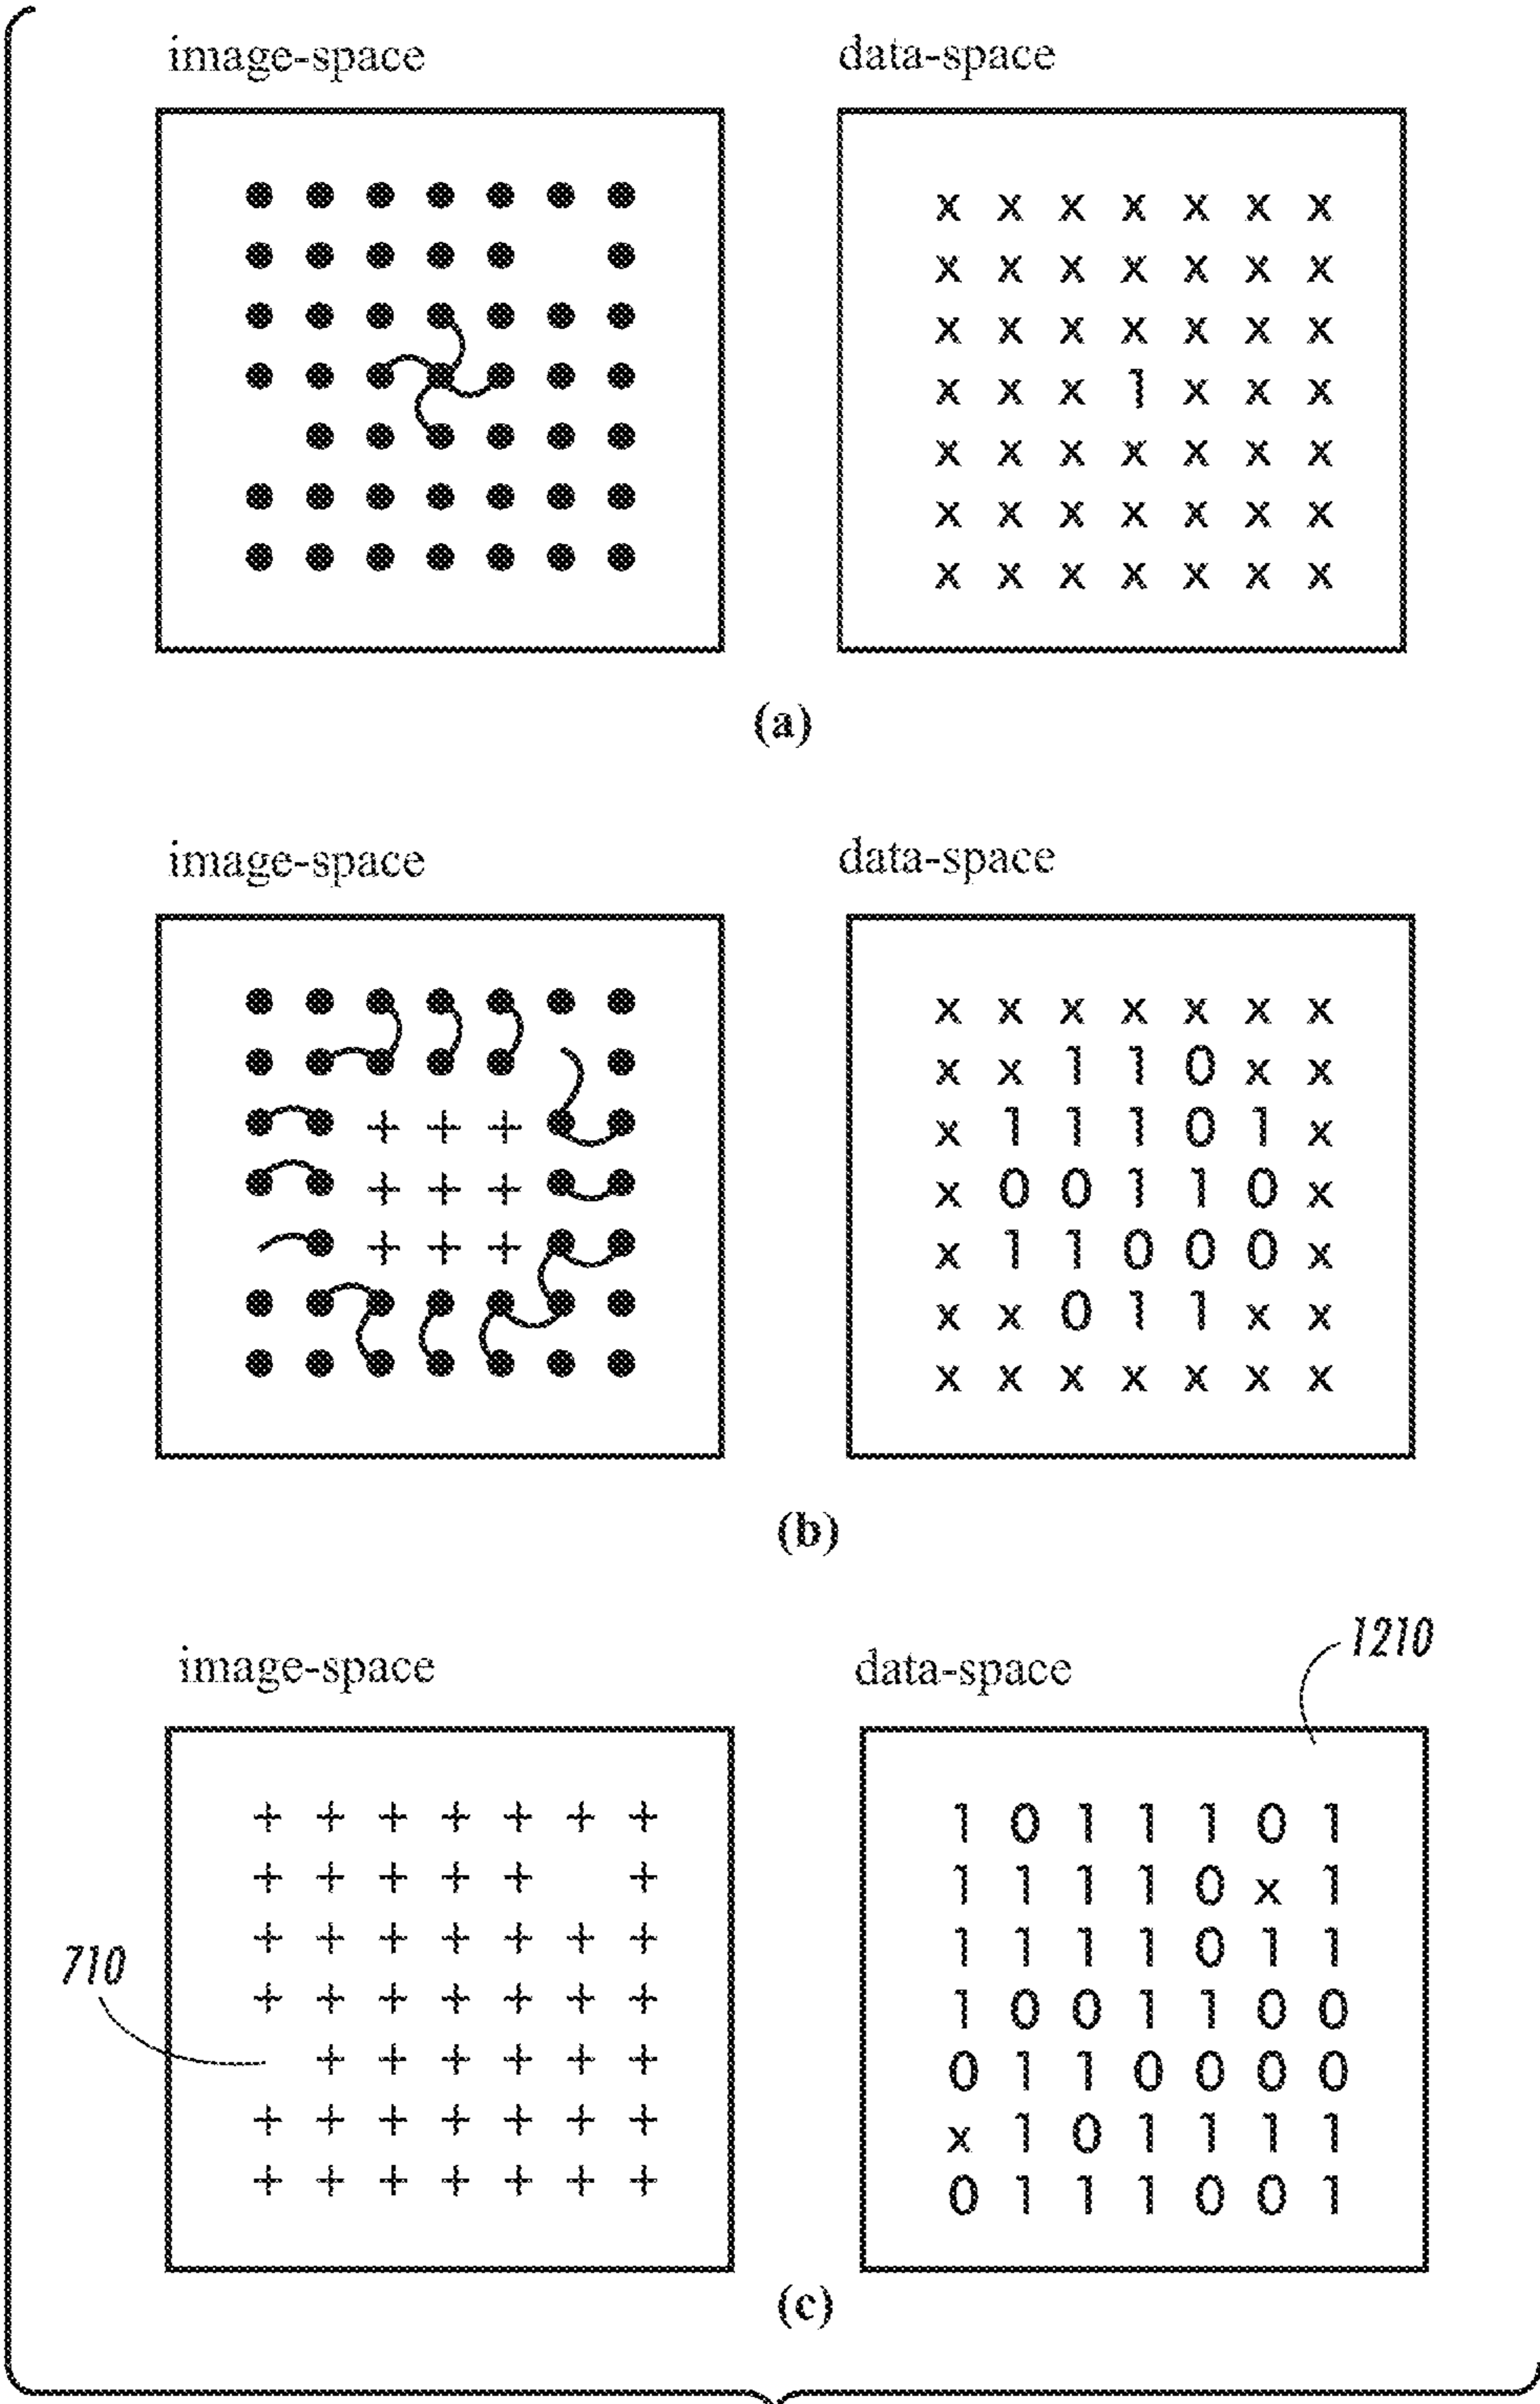 image-space data-space
x x x x x x x
x x x x x x x
x x x x x x x
x x x 1 x x x
x x x x x x x
x x x x x x x
x x x x x x x
(a)
image-space data-space
x x x x x x x
x x 1 1 0 x x
x 1 1 1 0 1 x
x 0 0 1 1 0 x
x 1 1 0 0 0 x
x x 0 1 1 x x
x x x x x x x
(b)
1210
image-space data-space
1 0 1 1 1 0 1
1 1 1 1 0 x 1
1 1 1 1 0 1 1
710
1 0 0 1 1 0 0
0 1 1 0 0 0 0
x 1 0 1 1 1 1
0 1 1 1 0 0 1
(c)